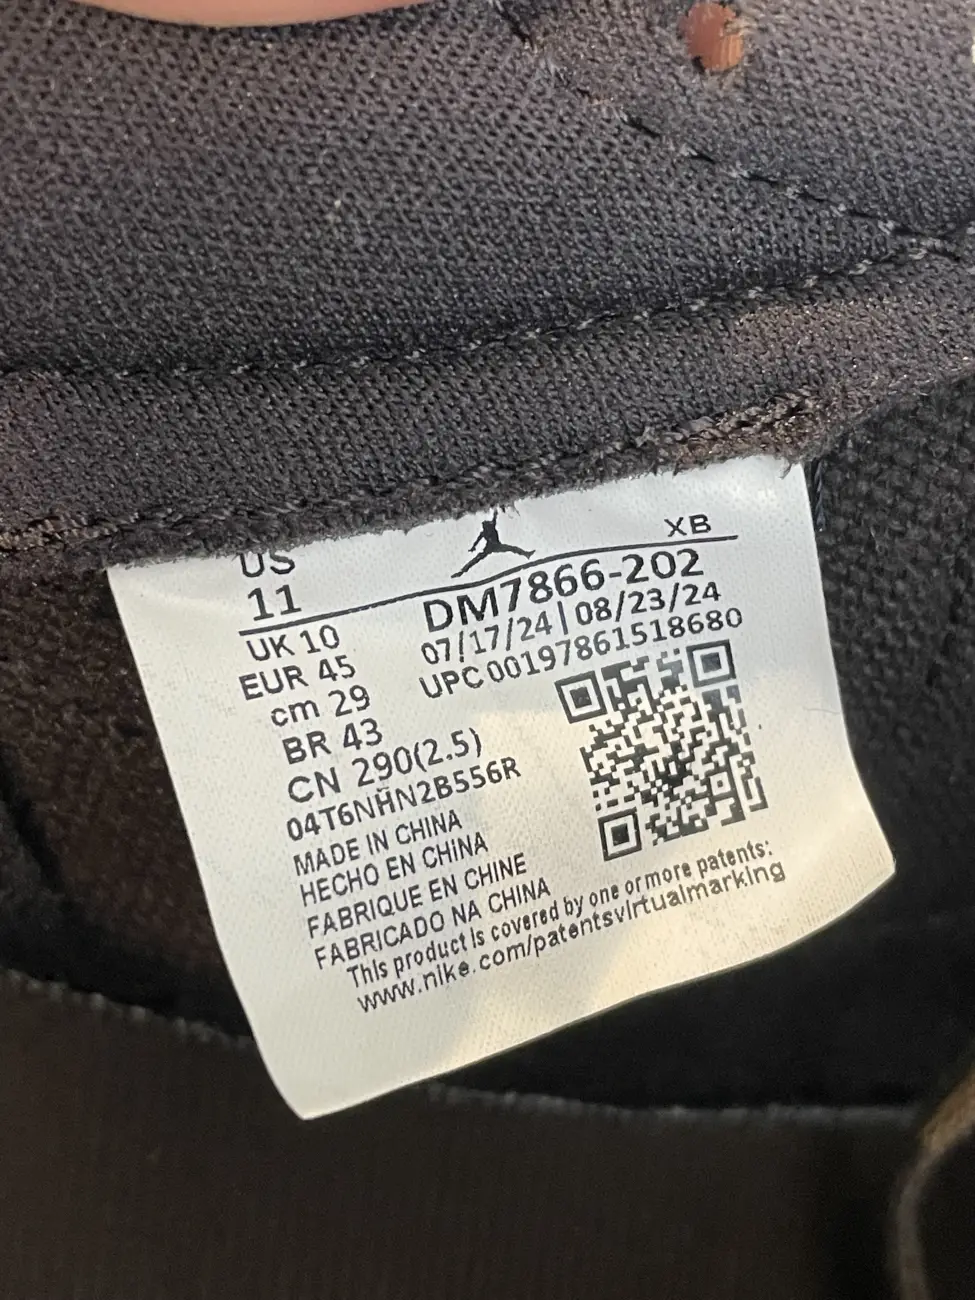 US
11
UK 10
EUR 45
cm 29
BR 43
CN 290(2.5)
04T6NHN2B556R
MADE IN CHINA
HECHO EN CHINA
FABRIQUE EN CHINE
FABRICADO NA CHINA
XB
DM7866-202
07/17/24|08/23/24
UPC 00197861518680
This product is covered by one or more patents:
www.nike.com/patentsvirtualmarking